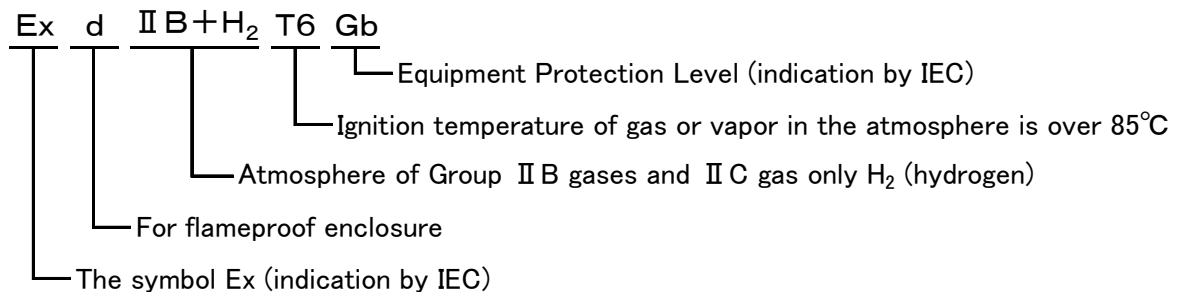 Ex d ⅡB＋H₂ T6 Gb
Equipment Protection Level (indication by IEC)
Ignition temperature of gas or vapor in the atmosphere is over 85℃
Atmosphere of Group ⅡB gases and ⅡC gas only H₂ (hydrogen)
For flameproof enclosure
The symbol Ex (indication by IEC)